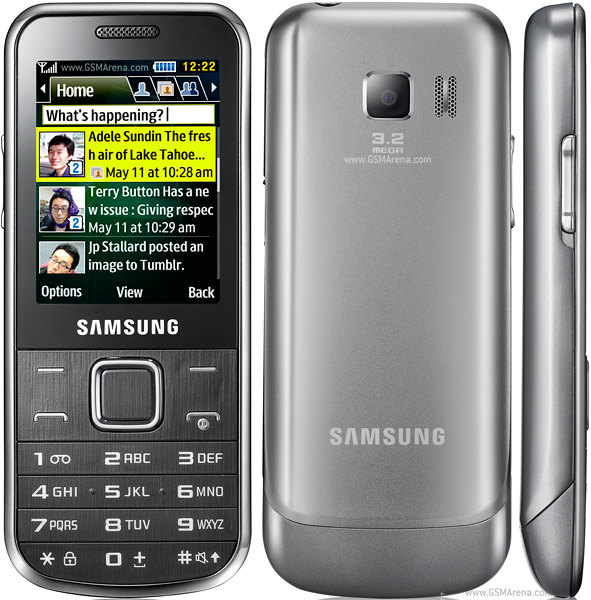 www.GSMArena.com 12:22
Home
What's happening?
Adele Sundin The fres
h air of Lake Tahoe...
2
May 11 at 10:28 am
Terry Button Has a ne
w issue : Giving respec
2
May 11 at 10:29 am
Jp Stallard posted an
image to Tumblr.
Options View Back
SAMSUNG
1 2 ABC 3 DEF
4 GHI 5 JKL 6 MNO
7 PQRS 8 TUV 9 WXYZ
* 0 + #
3.2
MEGA
www.GSMArena.com
SAMSUNG
www.GSMArena.com